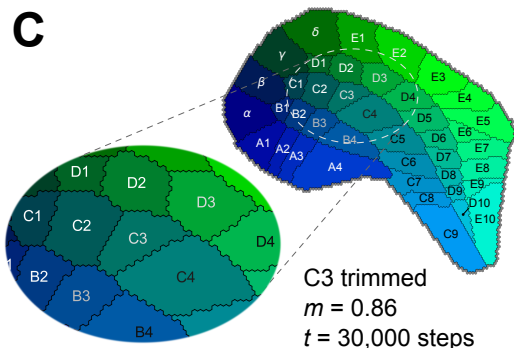 C
δ E1 E2
γ D1 D2 D3 E3
β C1 C2 C3 D4 E4
α B1 B2 B3 C4 D5 E5
A1 A2 A3 A4 B4 C5 D6 E6
C6 D7 E7
C7 D8 E8
C8 D9 E9
D10
C9 E10
D1 D2 D3 D4
C1 C2 C3 C4
1 B2 B3 B4
C3 trimmed
m = 0.86
t = 30,000 steps